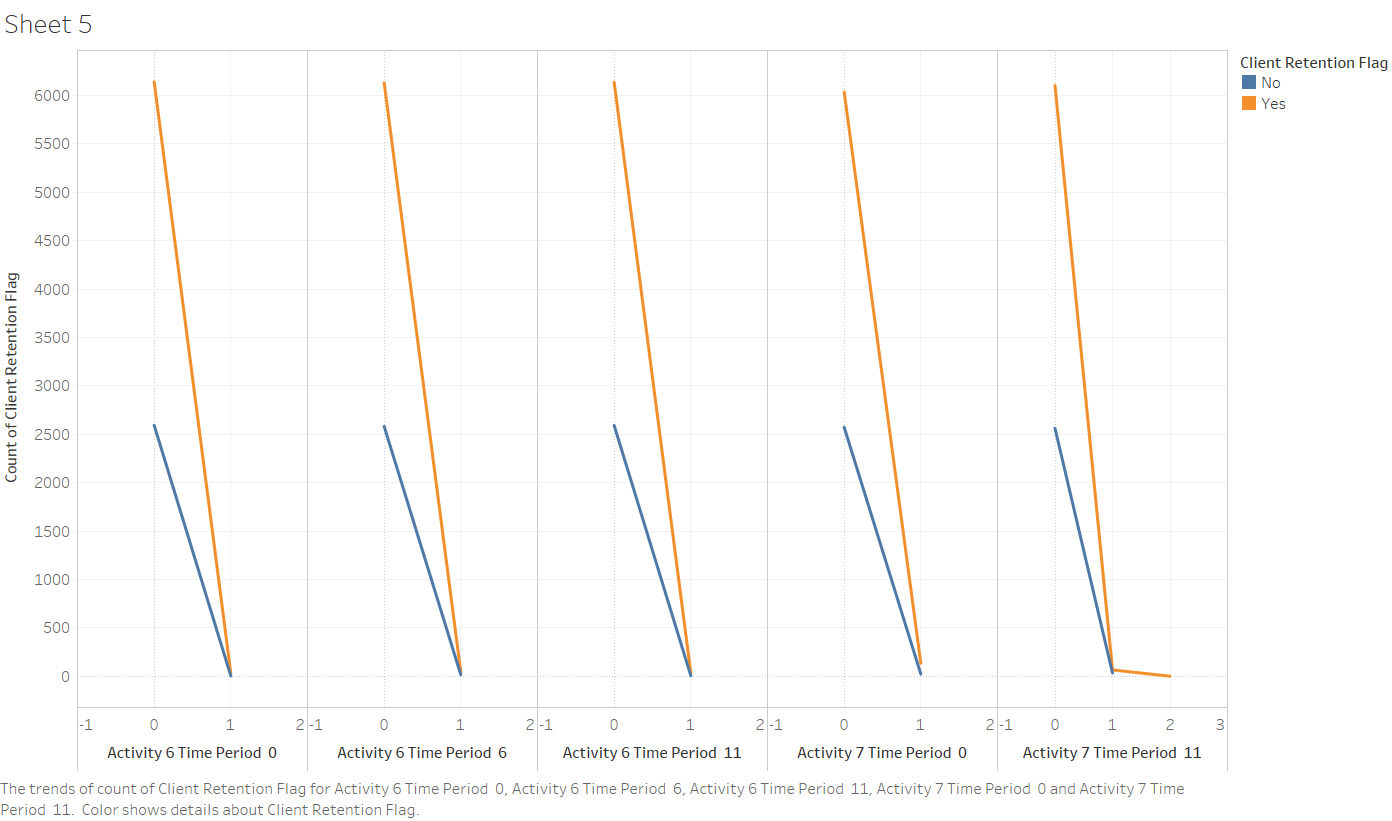 Sheet 5
Client Retention Flag
No
Yes
Count of Client Retention Flag
6000
5500
5000
4500
4000
3500
3000
2500
2000
1500
1000
500
0
-1 0 1 2 -1 0 1 2 -1 0 1 2 -1 0 1 2 -1 0 1 2 3
Activity 6 Time Period 0 Activity 6 Time Period 6 Activity 6 Time Period 11 Activity 7 Time Period 0 Activity 7 Time Period 11
The trends of count of Client Retention Flag for Activity 6 Time Period 0, Activity 6 Time Period 6, Activity 6 Time Period 11, Activity 7 Time Period 0 and Activity 7 Time
Period 11. Color shows details about Client Retention Flag.